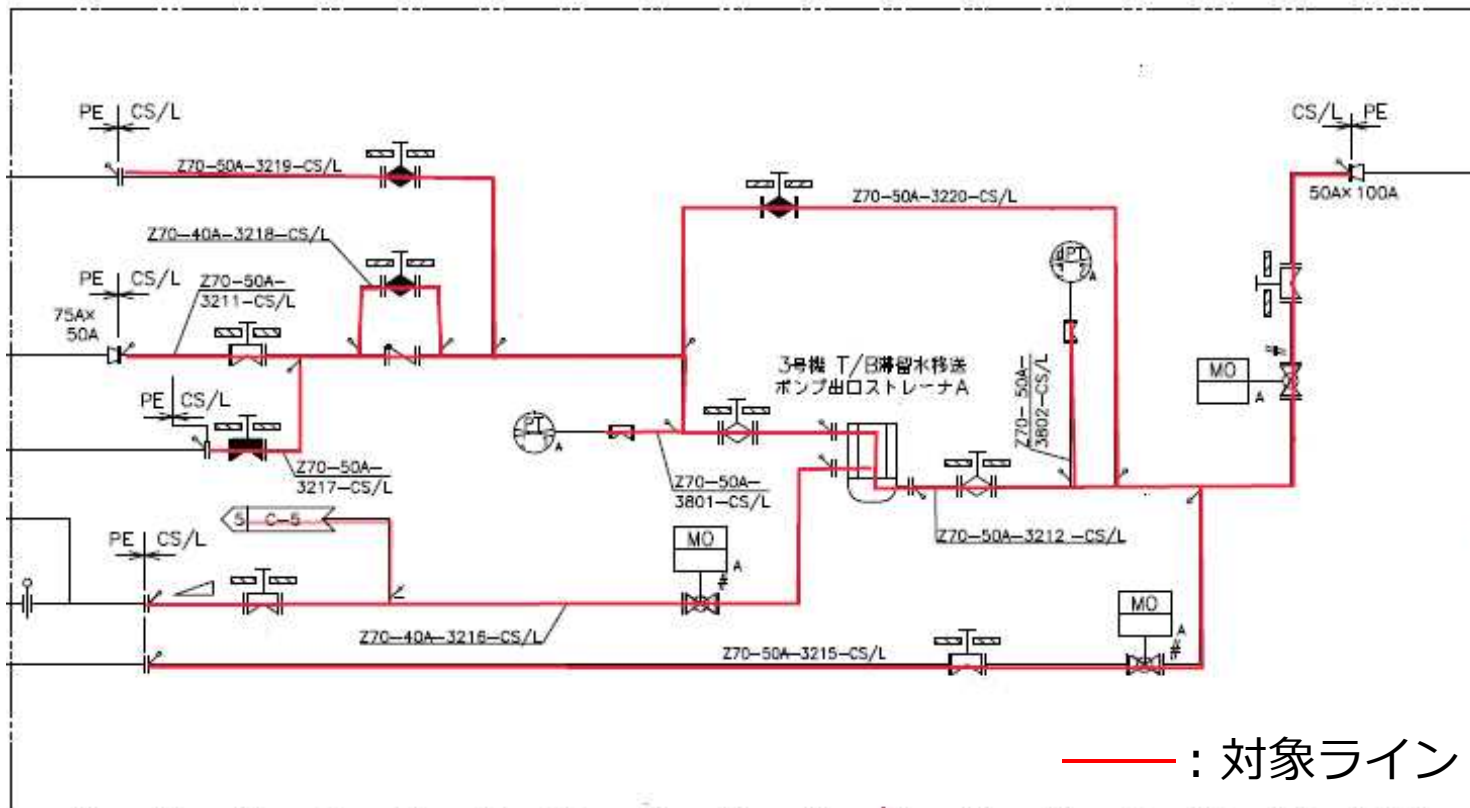 PE CS/L
CS/L PE
Z70-50A-3219-CS/L
Z70-50A-3220-CS/L
50A×100A
Z70-40A-3218-CS/L
PE CS/L
Z70-50A-
3211-CS/L
75A×
50A
dPT
A
3号機 T/B滞留水移送
ポンプ出口ストレーナA
MO
A
PE CS/L
PT
A
Z70-50A-
3802-CS/L
Z70-50A-
3217-CS/L
Z70-50A-
3801-CS/L
5 C-5
PE CS/L
MO
A
Z70-50A-3212-CS/L
MO
A
Z70-40A-3216-CS/L
Z70-50A-3215-CS/L
:対象ライン